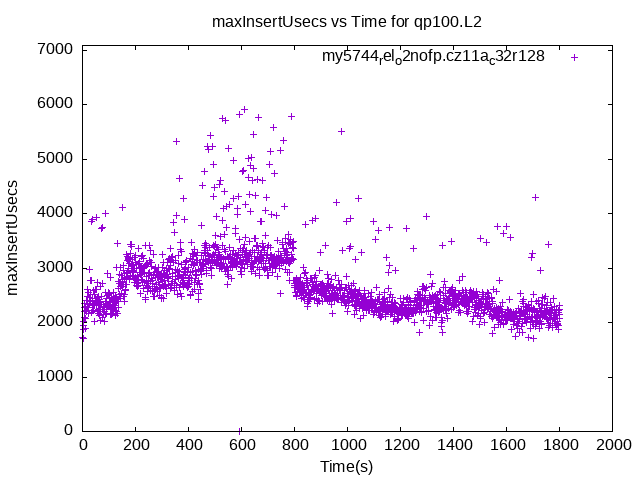 maxInsertUsecs vs Time for qp100.L2
my5744_rel_o2nofp.cz11a_c32r128
7000
6000
5000
4000
3000
2000
1000
0
maxInsertUsecs
0 200 400 600 800 1000 1200 1400 1600 1800 2000
Time(s)